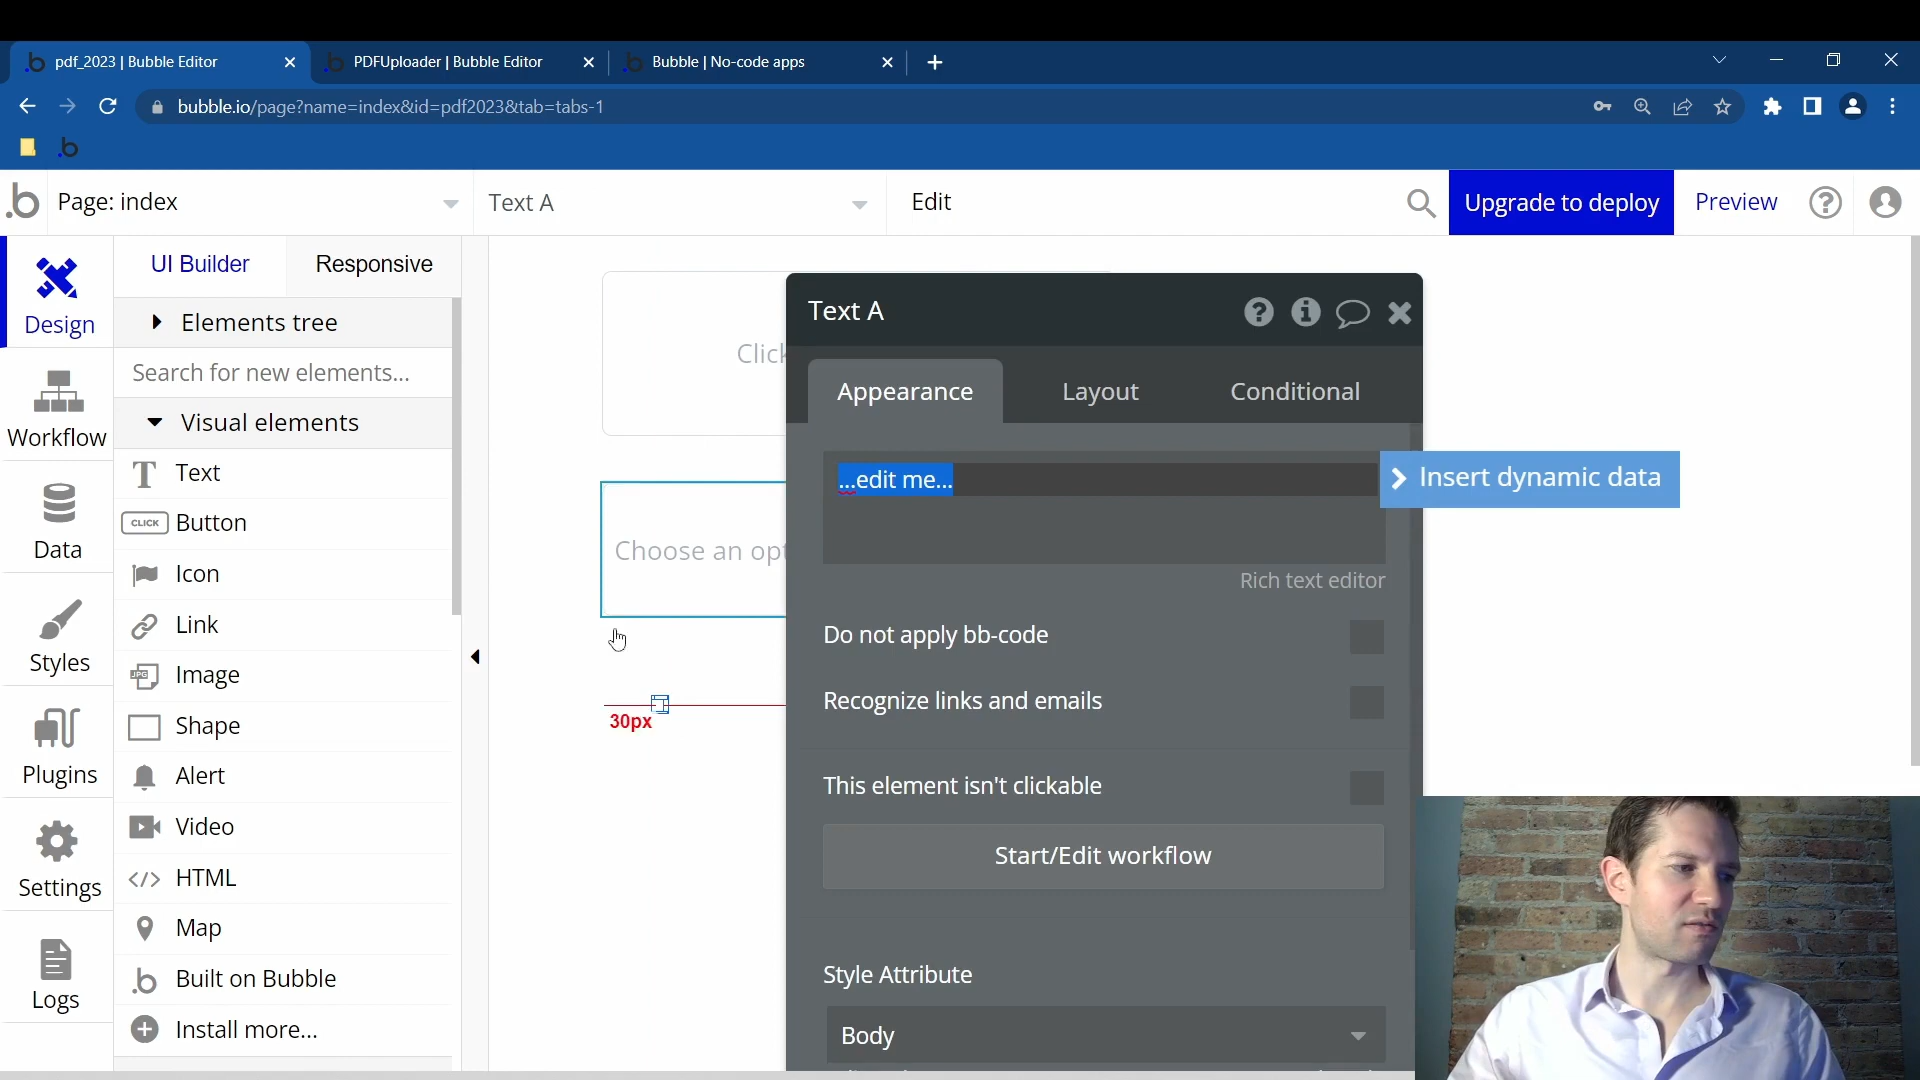 pdf_2023 | Bubble Editor
PDFUploader | Bubble Editor
Bubble | No-code apps
bubble.io/page?name=index&id=pdf2023&tab=tabs-1
Page: index
Text A
Edit
Upgrade to deploy
Preview
Design
Workflow
Data
Styles
Plugins
Settings
Logs
UI Builder
Responsive
Elements tree
Search for new elements...
Visual elements
Text
CLICK
Button
Icon
Link
JPG
Image
Shape
Alert
Video
HTML
Map
Built on Bubble
Install more...
Click
Choose an opt
30px
Text A
Appearance
Layout
Conditional
...edit me...
Insert dynamic data
Rich text editor
Do not apply bb-code
Recognize links and emails
This element isn't clickable
Start/Edit workflow
Style Attribute
Body